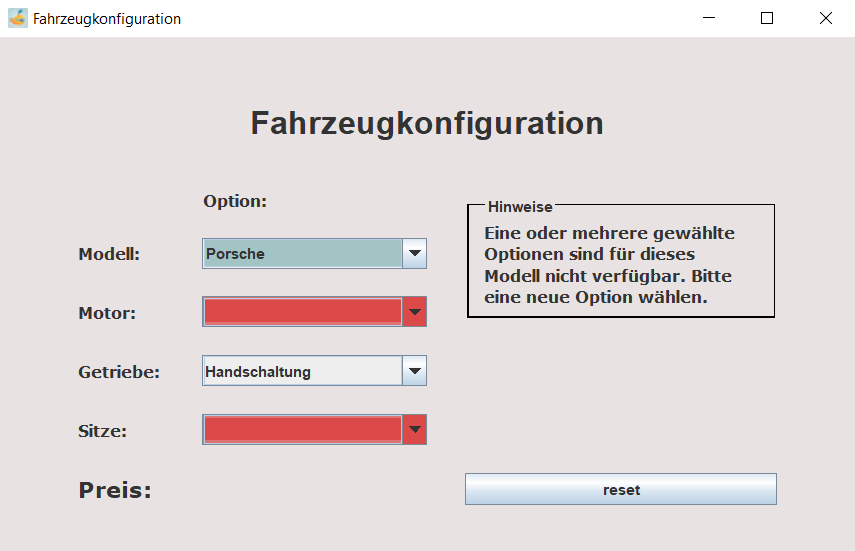 Fahrzeugkonfiguration
Fahrzeugkonfiguration
Option:
Hinweise
Eine oder mehrere gewählte
Optionen sind für dieses
Modell nicht verfügbar. Bitte
eine neue Option wählen.
Modell:
Porsche
Motor:
Getriebe:
Handschaltung
Sitze:
Preis:
reset